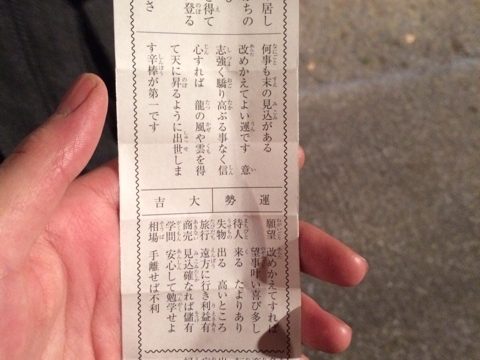 居し
ちの
を得て
登る
さ
何事も末の見込がある
改めかえてよい運です 意
志強く驕り高ぶる事なく信
心すれば 龍の風や雲を得
て天に昇るように出世しま
す辛棒が第一です
運勢 大吉
願望 改めかえてすれば
望事叶い喜び多し
待人 来る たよりあり
失物 出る 高いところ
旅行 遠方に行き利益有
商売 見込確なれば儲有
学問 安心して勉学せよ
相場 手離せば不利